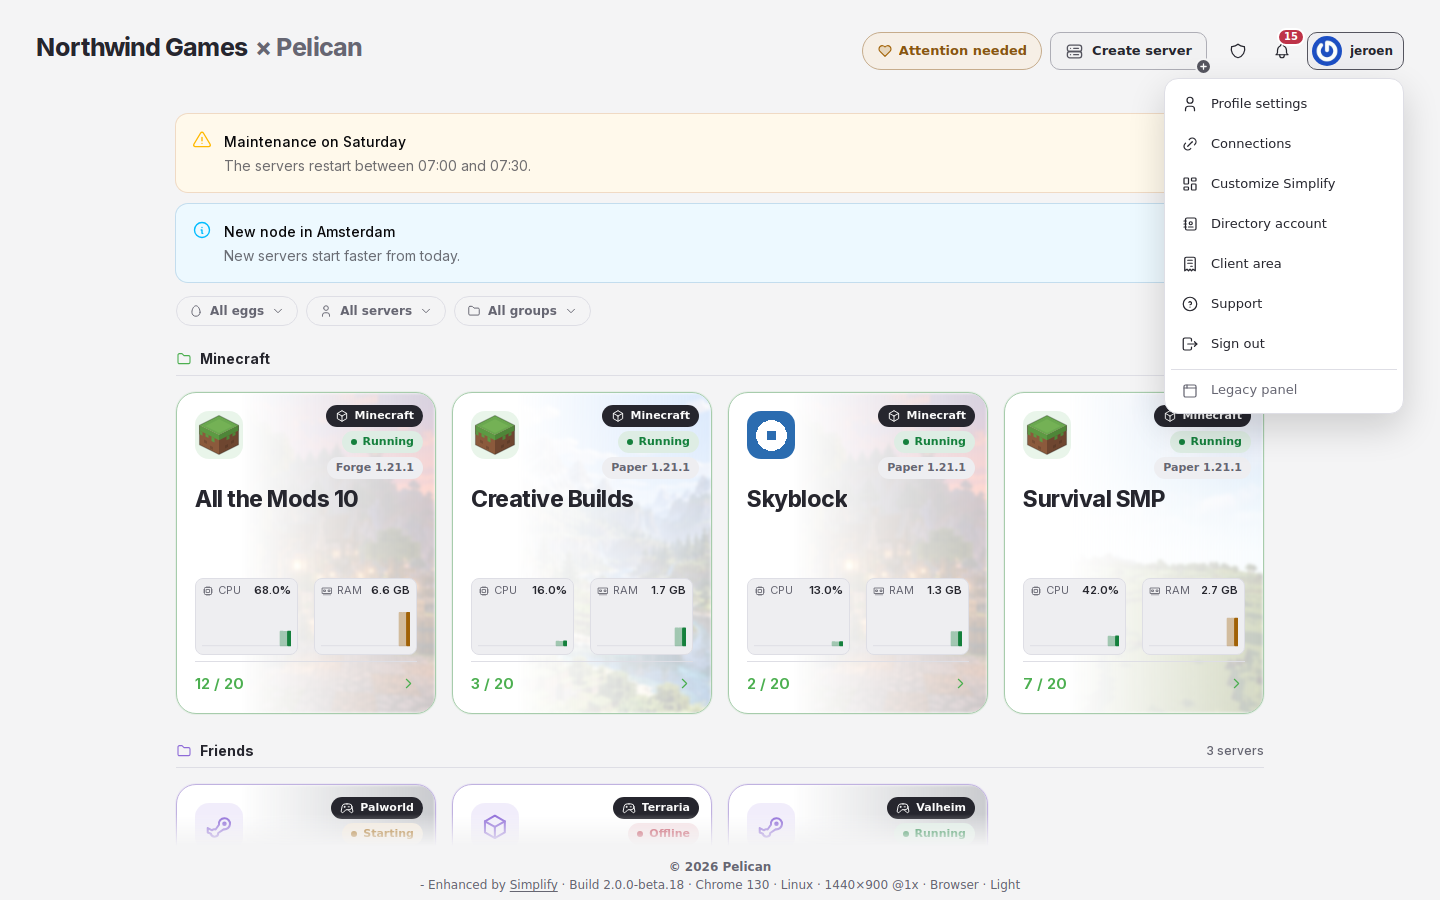 Northwind Games × Pelican
Attention needed
Create server
15
jeroen
Profile settings
Connections
Customize Simplify
Directory account
Client area
Support
Sign out
Legacy panel
Maintenance on Saturday
The servers restart between 07:00 and 07:30.
New node in Amsterdam
New servers start faster from today.
All eggs
All servers
All groups
Minecraft
Minecraft
Running
Forge 1.21.1
All the Mods 10
CPU 68.0%
RAM 6.6 GB
12 / 20
Minecraft
Running
Paper 1.21.1
Creative Builds
CPU 16.0%
RAM 1.7 GB
3 / 20
Minecraft
Running
Paper 1.21.1
Skyblock
CPU 13.0%
RAM 1.3 GB
2 / 20
Minecraft
Running
Paper 1.21.1
Survival SMP
CPU 42.0%
RAM 2.7 GB
7 / 20
Friends
3 servers
Palworld
Starting
Terraria
Offline
Valheim
Running
© 2026 Pelican
- Enhanced by Simplify · Build 2.0.0-beta.18 · Chrome 130 · Linux · 1440×900 @1x · Browser · Light